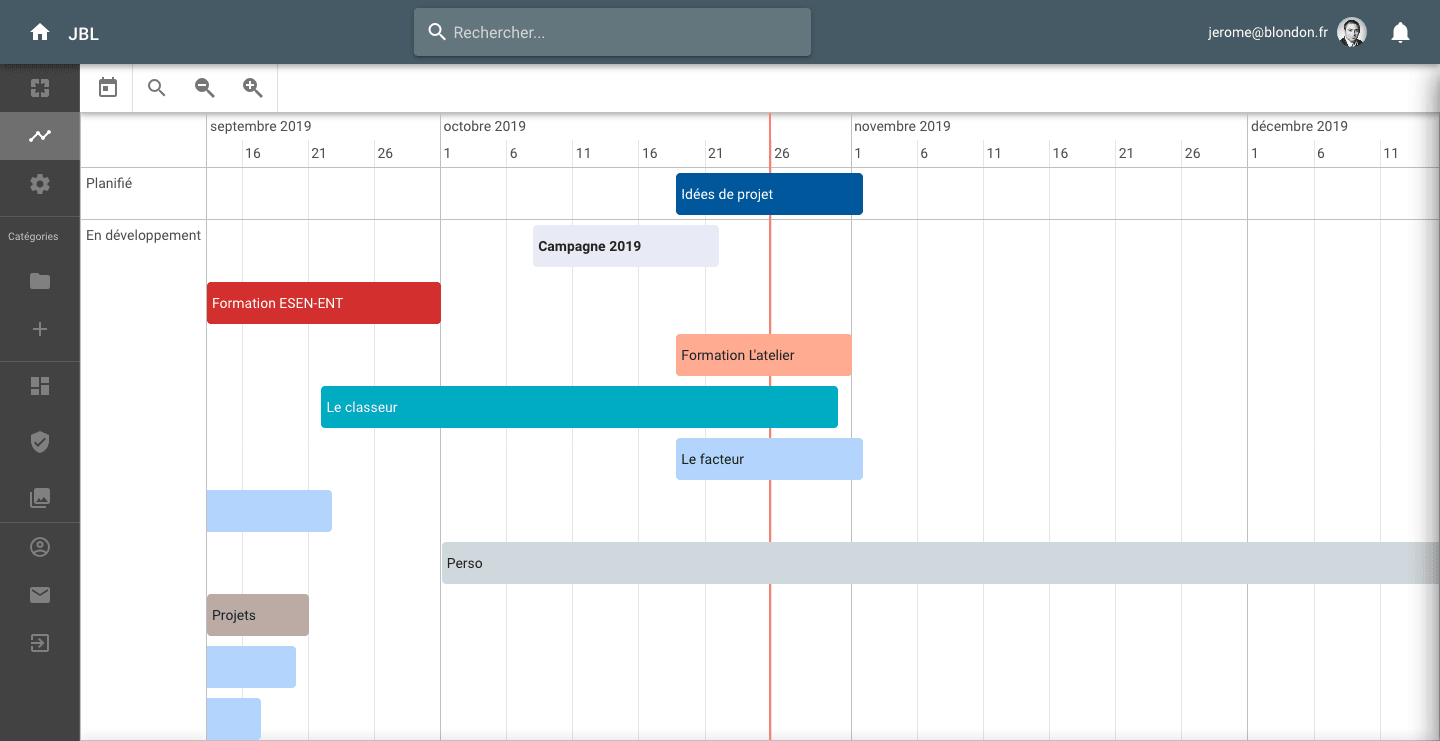 JBL
Rechercher...
jerome@blondon.fr
septembre 2019 octobre 2019 novembre 2019 décembre 2019
16 21 26 1 6 11 16 21 26 1 6 11 16 21 26 1 6 11
Planifié
Idées de projet
Catégories
En développement
Campagne 2019
Formation ESEN-ENT
Formation L'atelier
Le classeur
Le facteur
Perso
Projets